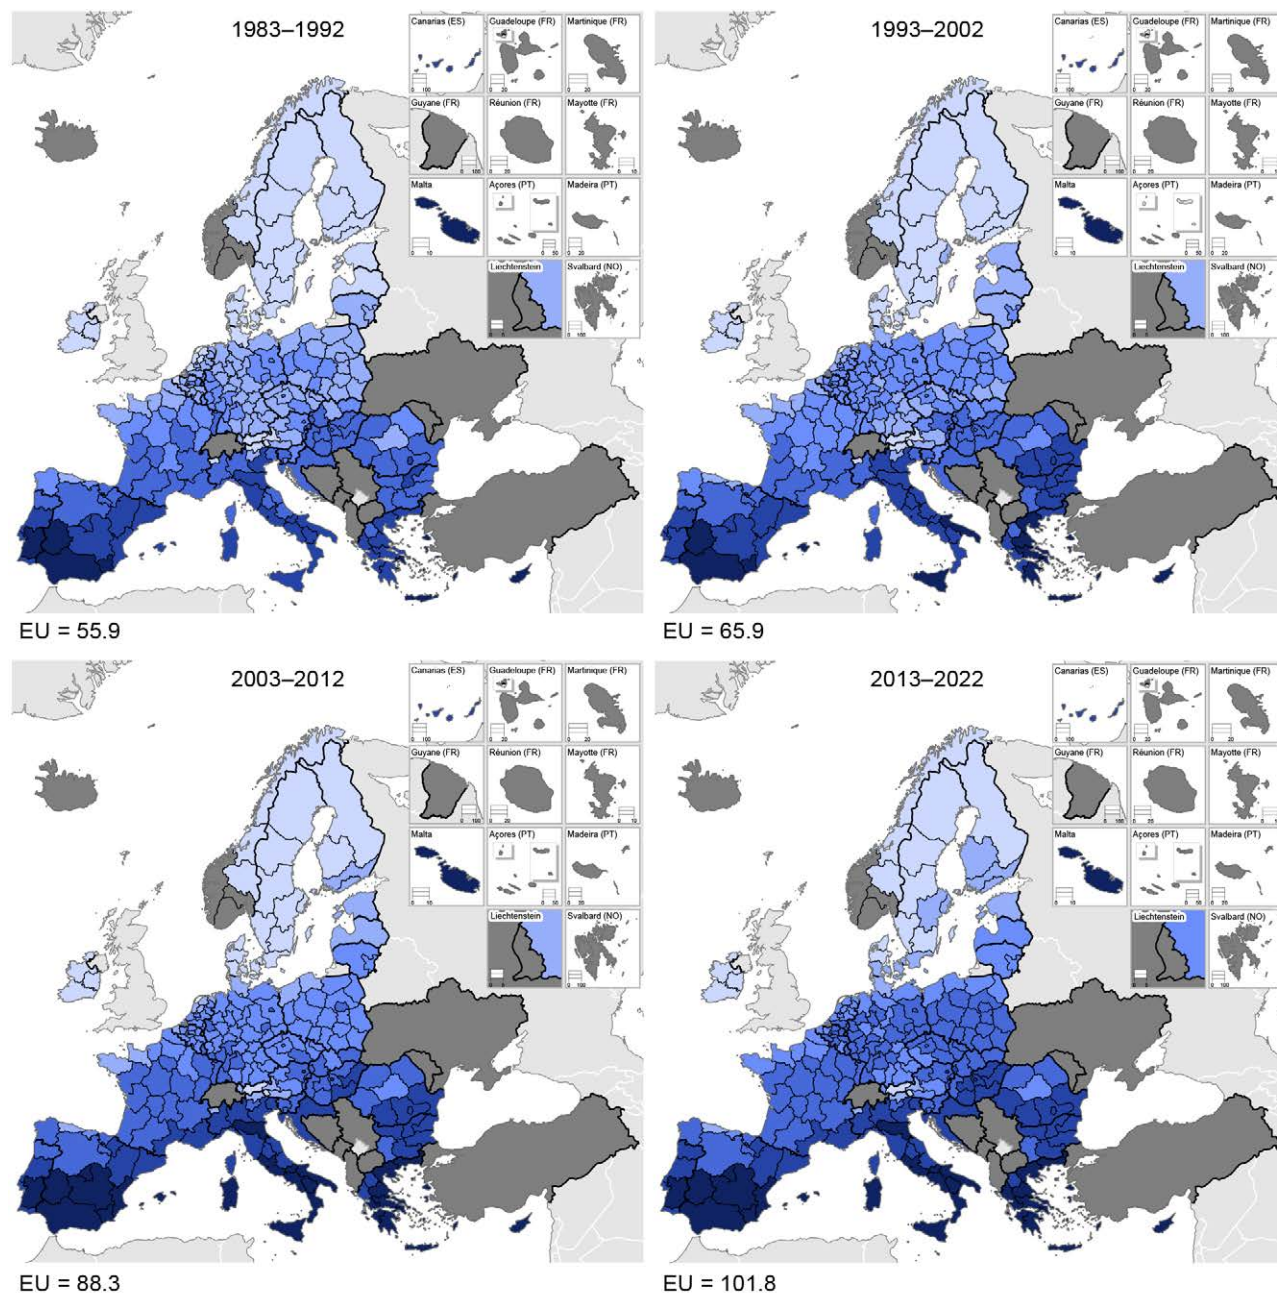 1983–1992
Canarias (ES)
Guadeloupe (FR)
Martinique (FR)
Guyane (FR)
Réunion (FR)
Mayotte (FR)
Malta
Açores (PT)
Madeira (PT)
Liechtenstein
Svalbard (NO)
EU = 55.9
1993–2002
Canarias (ES)
Guadeloupe (FR)
Martinique (FR)
Guyane (FR)
Réunion (FR)
Mayotte (FR)
Malta
Açores (PT)
Madeira (PT)
Liechtenstein
Svalbard (NO)
EU = 65.9
2003–2012
Canarias (ES)
Guadeloupe (FR)
Martinique (FR)
Guyane (FR)
Réunion (FR)
Mayotte (FR)
Malta
Açores (PT)
Madeira (PT)
Liechtenstein
Svalbard (NO)
EU = 88.3
2013–2022
Canarias (ES)
Guadeloupe (FR)
Martinique (FR)
Guyane (FR)
Réunion (FR)
Mayotte (FR)
Malta
Açores (PT)
Madeira (PT)
Liechtenstein
Svalbard (NO)
EU = 101.8